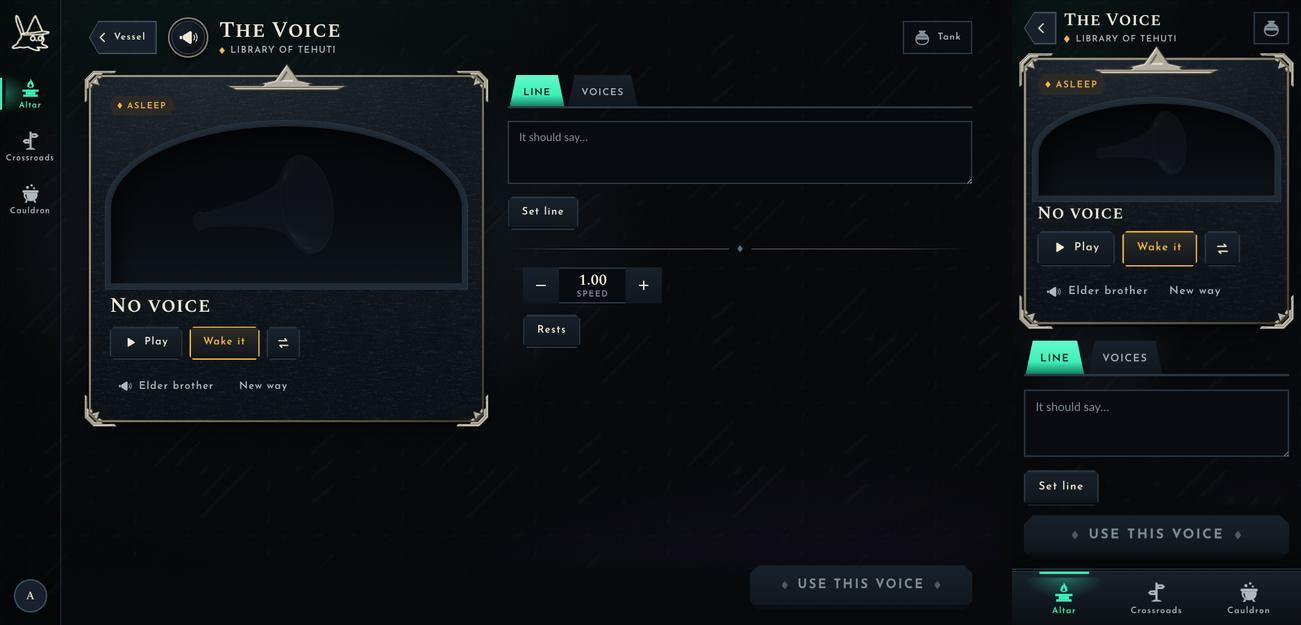 Vessel
THE VOICE
LIBRARY OF TEHUTI
Tank
Altar
Crossroads
Cauldron
A
ASLEEP
NO VOICE
Play
Wake it
Elder brother
New way
LINE
VOICES
It should say...
Set line
1.00
SPEED
Rests
USE THIS VOICE
THE VOICE
LIBRARY OF TEHUTI
ASLEEP
NO VOICE
Play
Wake it
Elder brother
New way
LINE
VOICES
It should say...
Set line
USE THIS VOICE
Altar
Crossroads
Cauldron